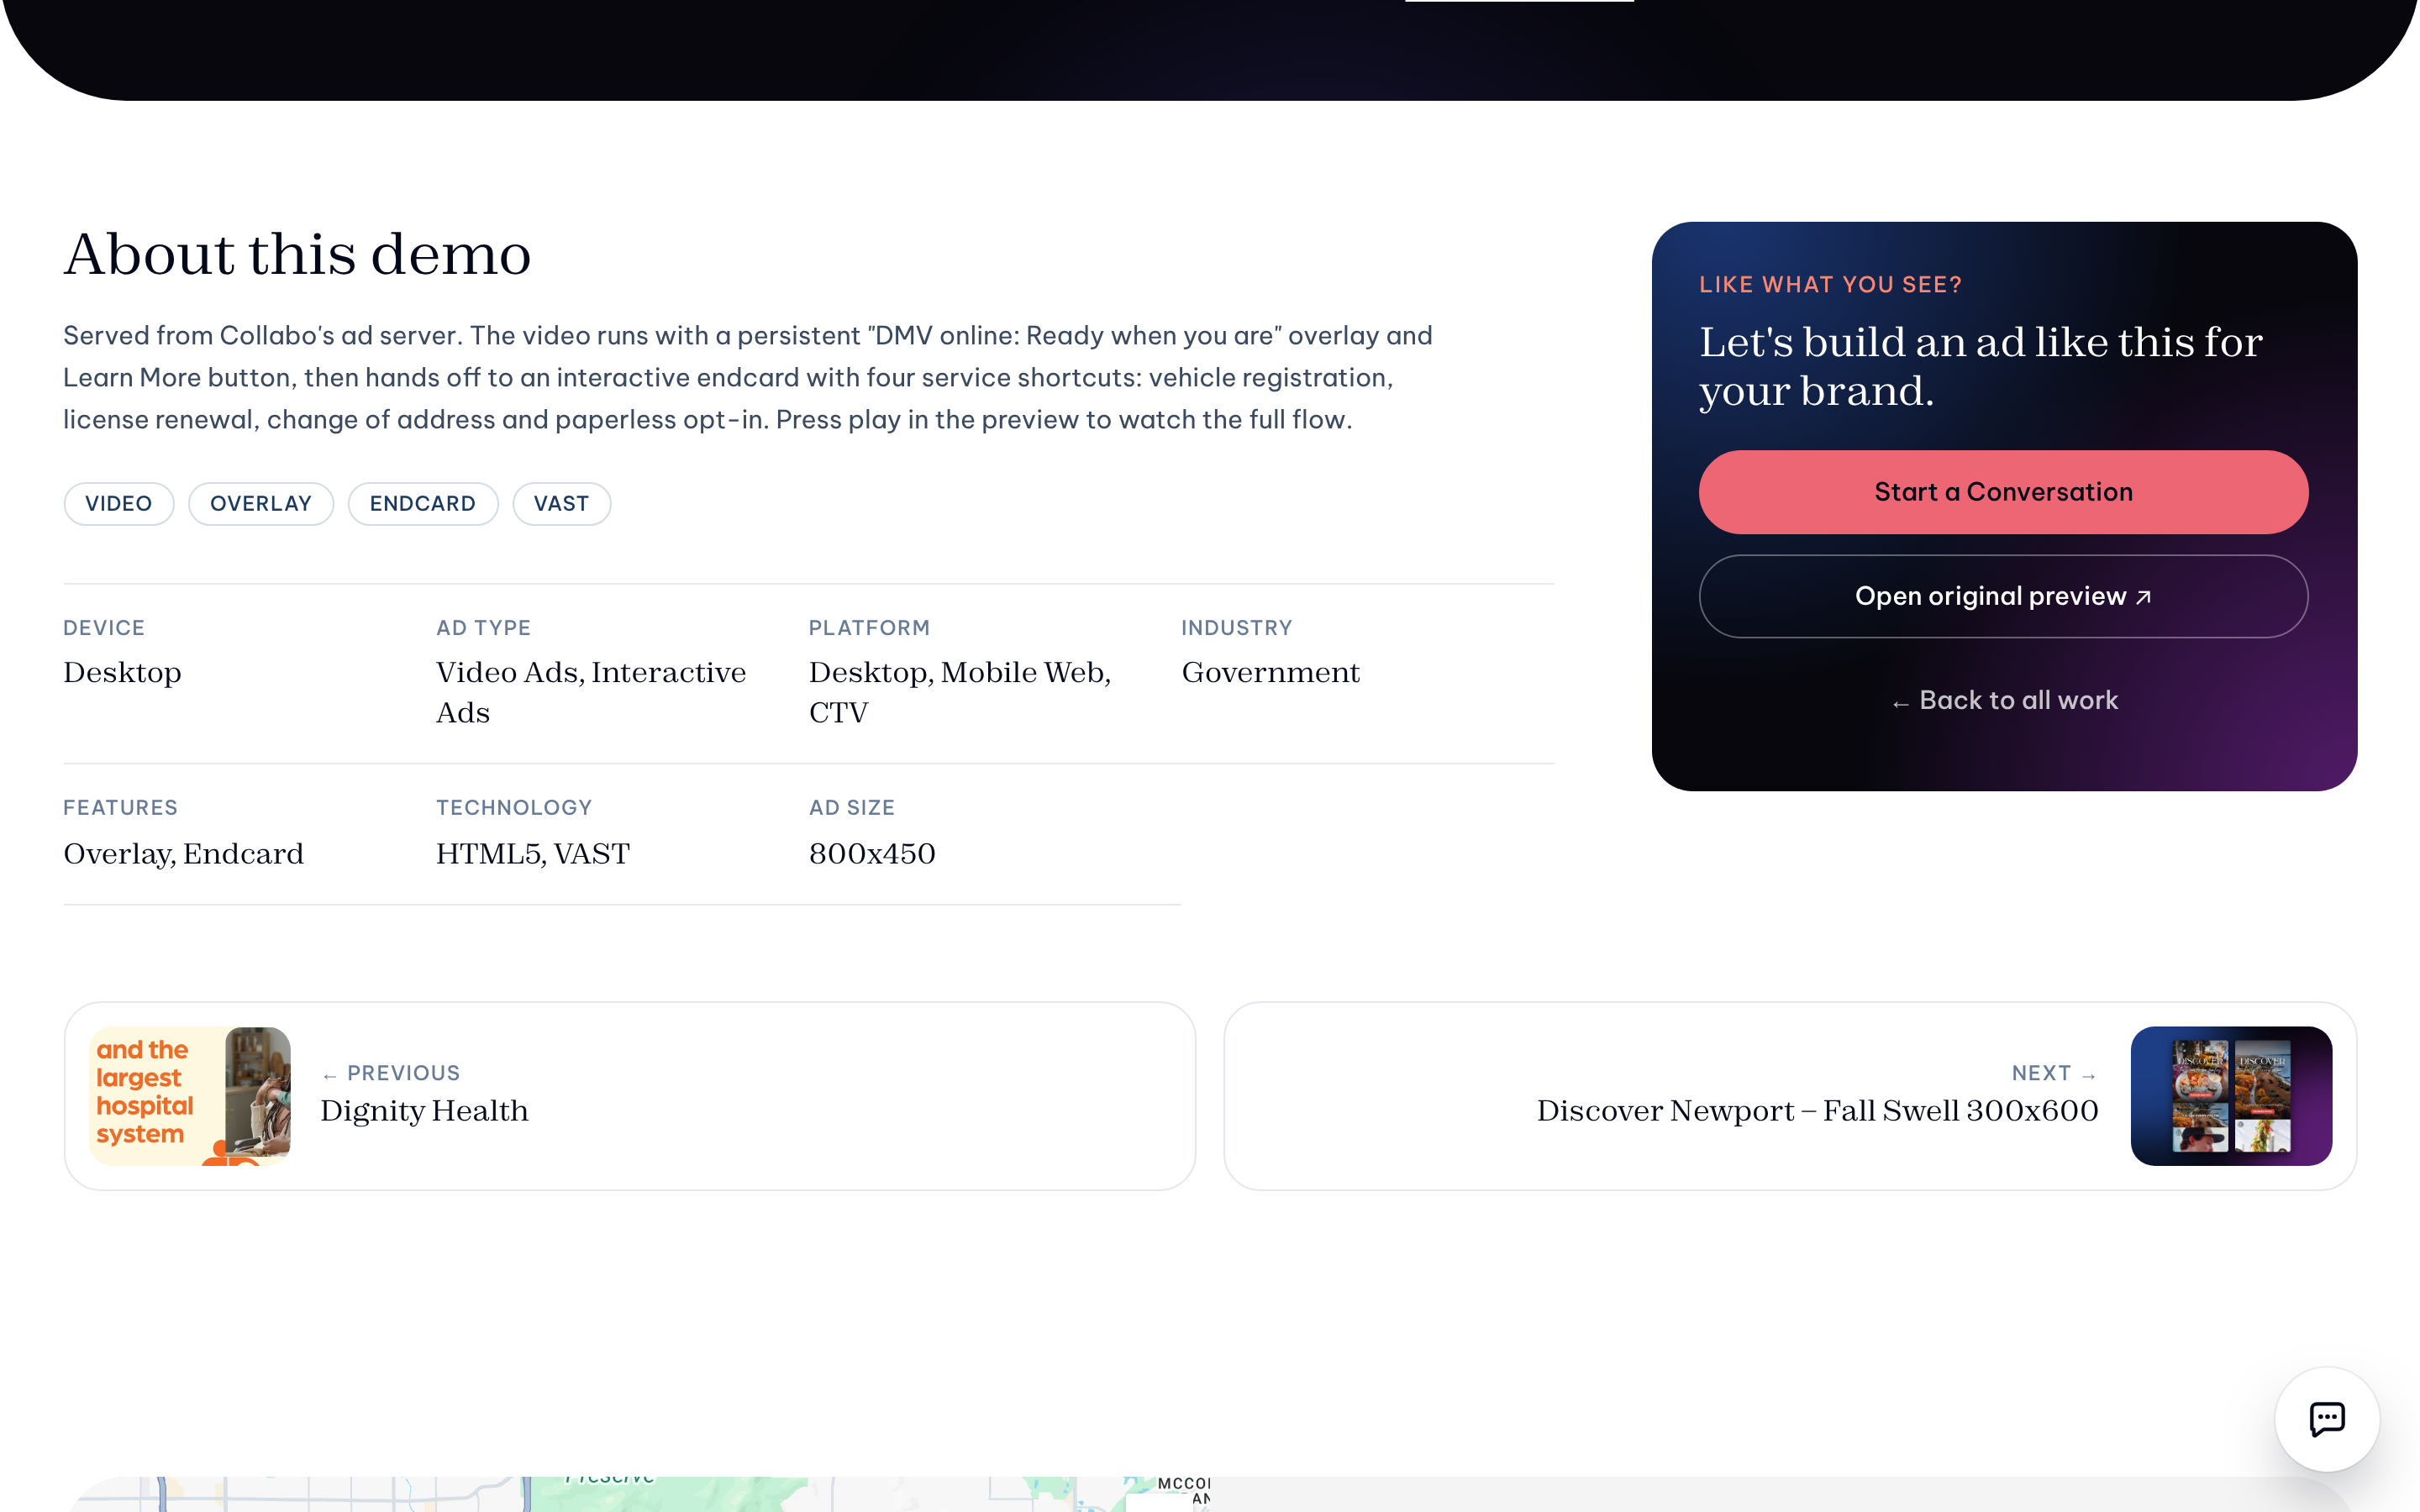 About this demo
Served from Collabo's ad server. The video runs with a persistent "DMV online: Ready when you are" overlay and
Learn More button, then hands off to an interactive endcard with four service shortcuts: vehicle registration,
license renewal, change of address and paperless opt-in. Press play in the preview to watch the full flow.
VIDEO
OVERLAY
ENDCARD
VAST
DEVICE
Desktop
AD TYPE
Video Ads, Interactive
Ads
PLATFORM
Desktop, Mobile Web,
CTV
INDUSTRY
Government
FEATURES
Overlay, Endcard
TECHNOLOGY
HTML5, VAST
AD SIZE
800x450
LIKE WHAT YOU SEE?
Let's build an ad like this for
your brand.
Start a Conversation
Open original preview ↗
← Back to all work
and the
largest
hospital
system
← PREVIOUS
Dignity Health
NEXT →
Discover Newport – Fall Swell 300x600
DISCOVER
DISCOVER
Preserve